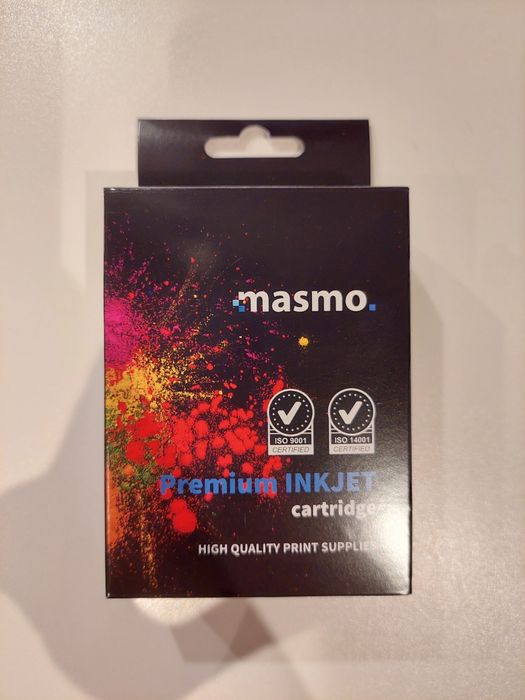 masmo.
ISO 9001
CERTIFIED
ISO 14001
CERTIFIED
Premium INKJET
cartridge
HIGH QUALITY PRINT SUPPLIES